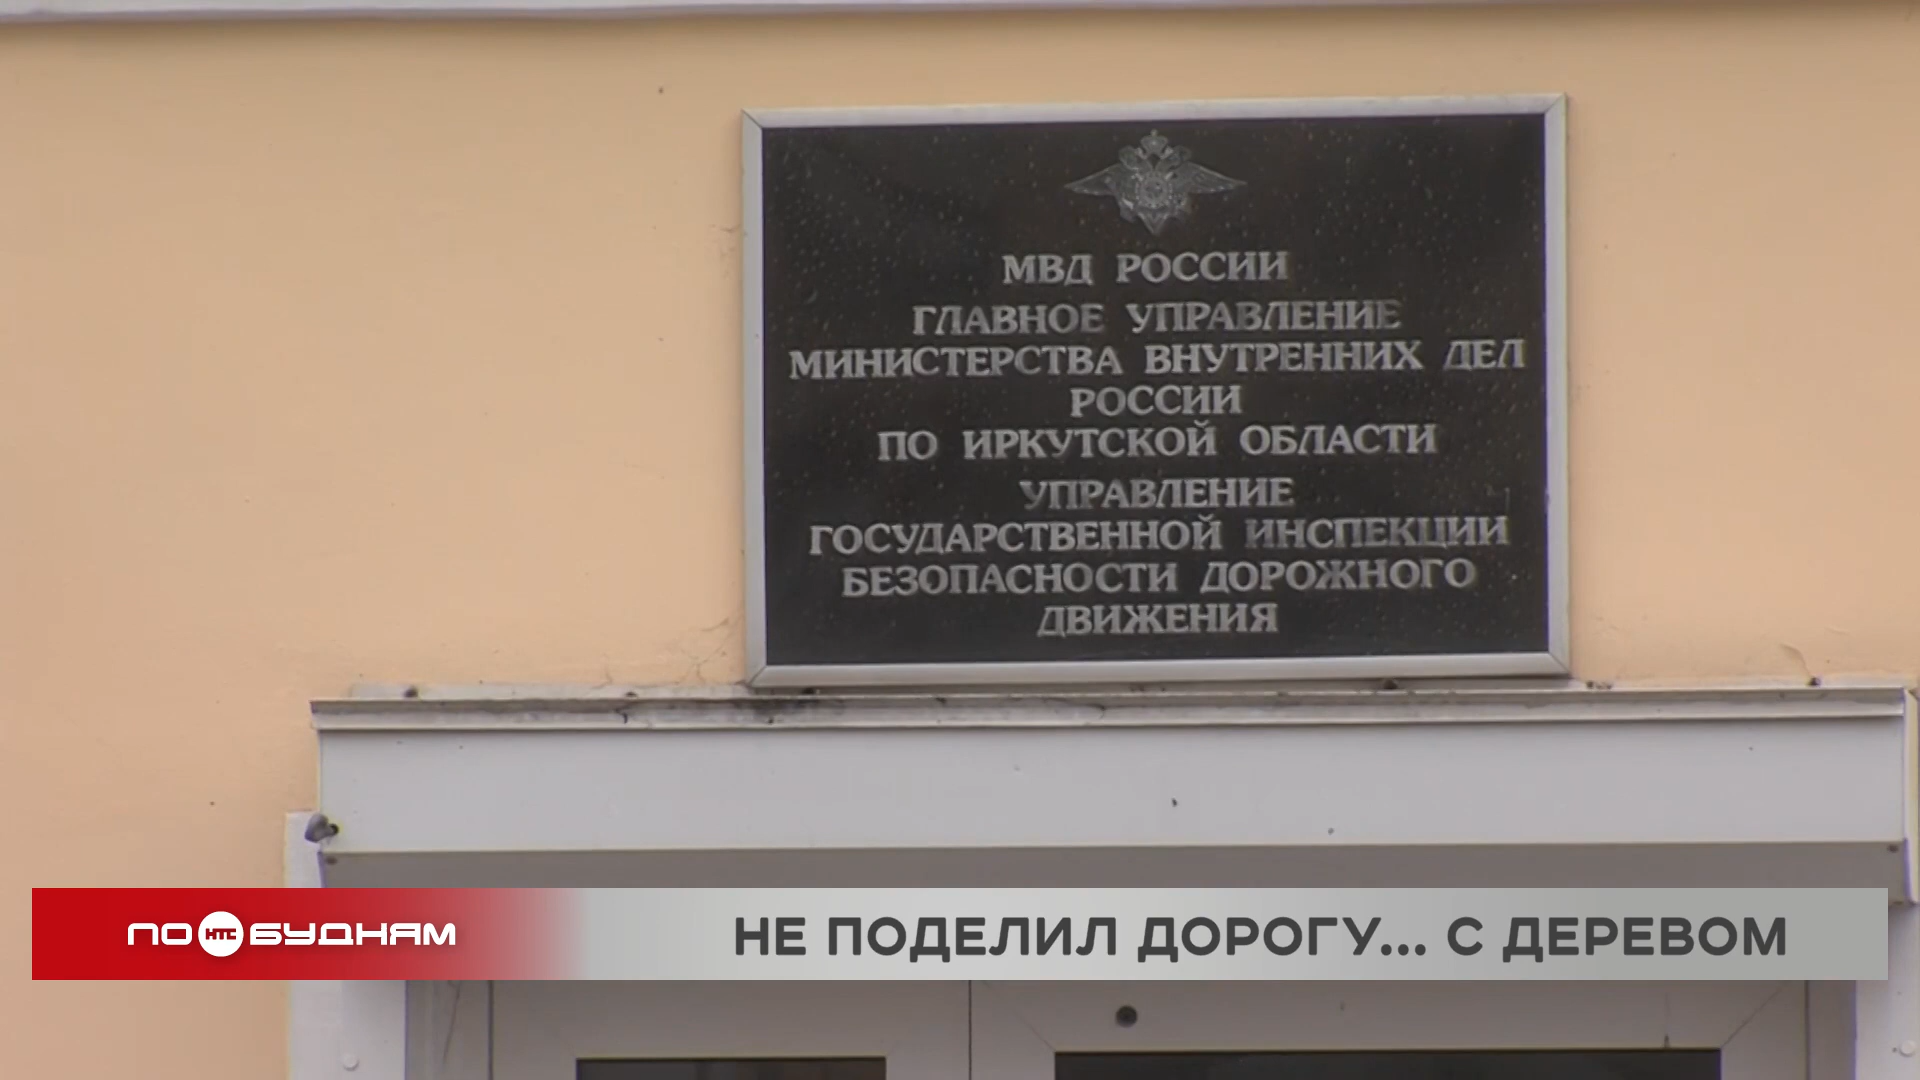 МВД РОССИИ
ГЛАВНОЕ УПРАВЛЕНИЕ
МИНИСТЕРСТВА ВНУТРЕННИХ ДЕЛ
РОССИИ
ПО ИРКУТСКОЙ ОБЛАСТИ
УПРАВЛЕНИЕ
ГОСУДАРСТВЕННОЙ ИНСПЕКЦИИ
БЕЗОПАСНОСТИ ДОРОЖНОГО
ДВИЖЕНИЯ
ПО НТС БУДНЯМ
НЕ ПОДЕЛИЛ ДОРОГУ... С ДЕРЕВОМ